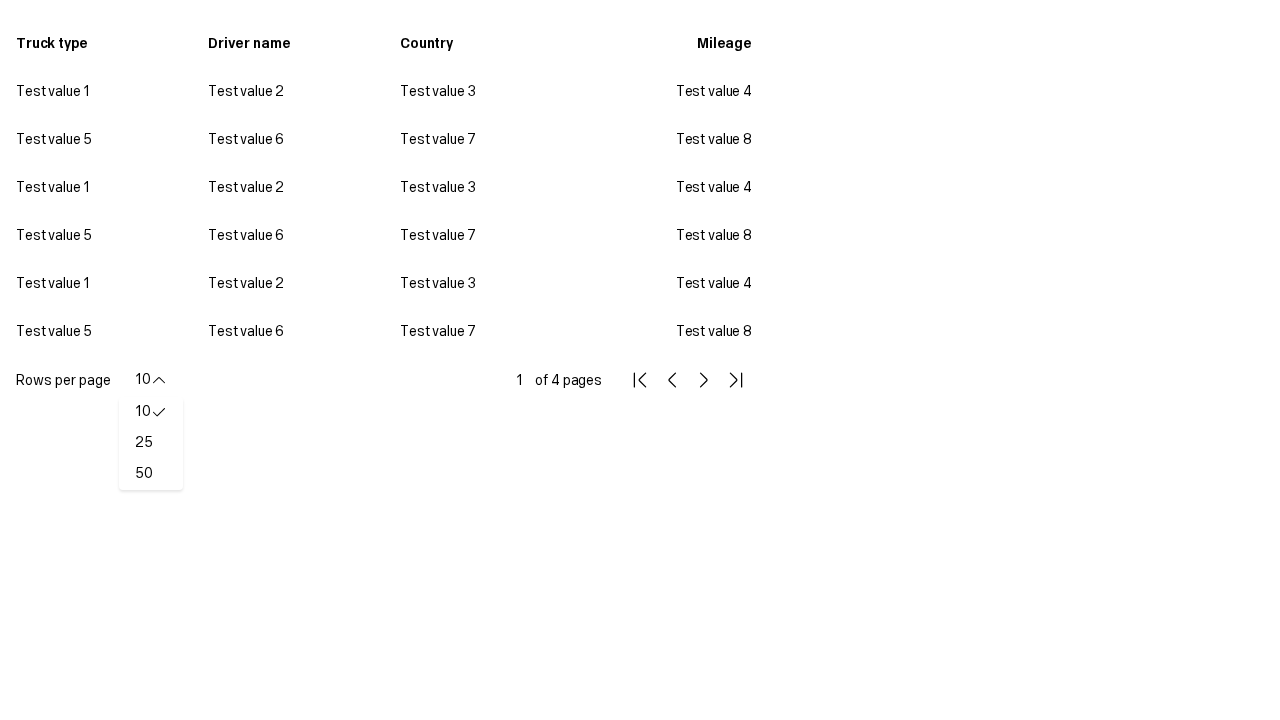 Truck type Driver name Country Mileage
Test value 1 Test value 2 Test value 3 Test value 4
Test value 5 Test value 6 Test value 7 Test value 8
Test value 1 Test value 2 Test value 3 Test value 4
Test value 5 Test value 6 Test value 7 Test value 8
Test value 1 Test value 2 Test value 3 Test value 4
Test value 5 Test value 6 Test value 7 Test value 8
Rows per page 10 1 of 4 pages
10
25
50